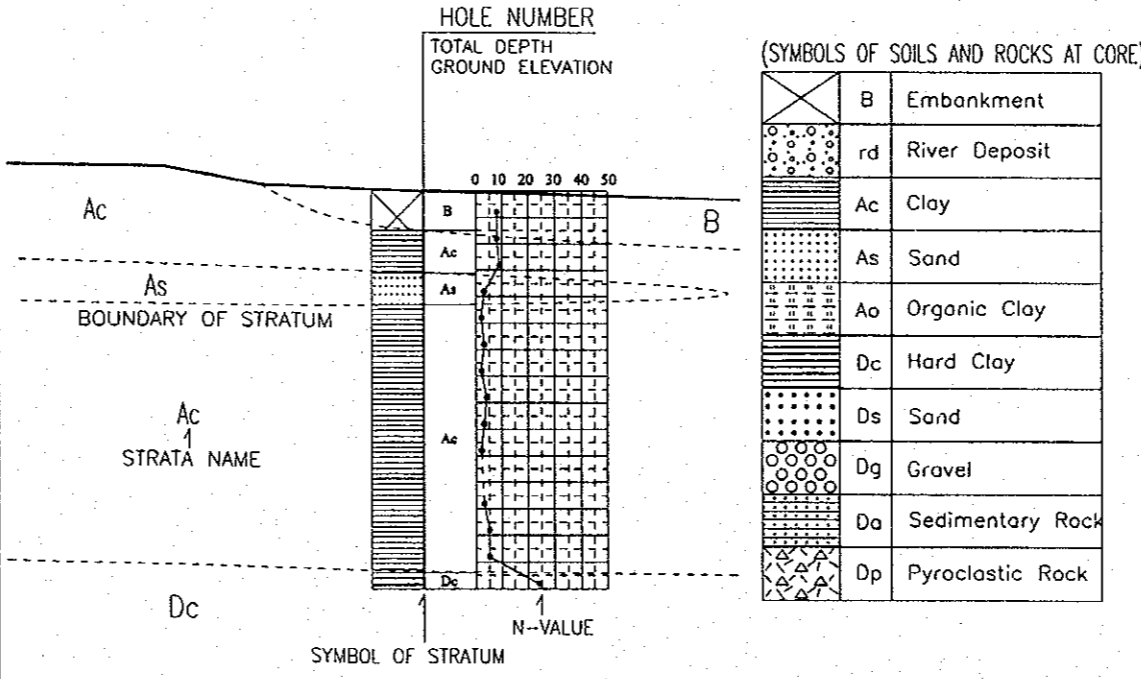 HOLE NUMBER
TOTAL DEPTH
GROUND ELEVATION
0 10 20 30 40 50
Ac
B
B
Ac
As
As
BOUNDARY OF STRATUM
Ac
STRATA NAME
Ac
Dc
Dc
N-VALUE
SYMBOL OF STRATUM
(SYMBOLS OF SOILS AND ROCKS AT CORE)
B Embankment
rd River Deposit
Ac Clay
As Sand
Ao Organic Clay
Dc Hard Clay
Ds Sand
Dg Gravel
Da Sedimentary Rock
Dp Pyroclastic Rock